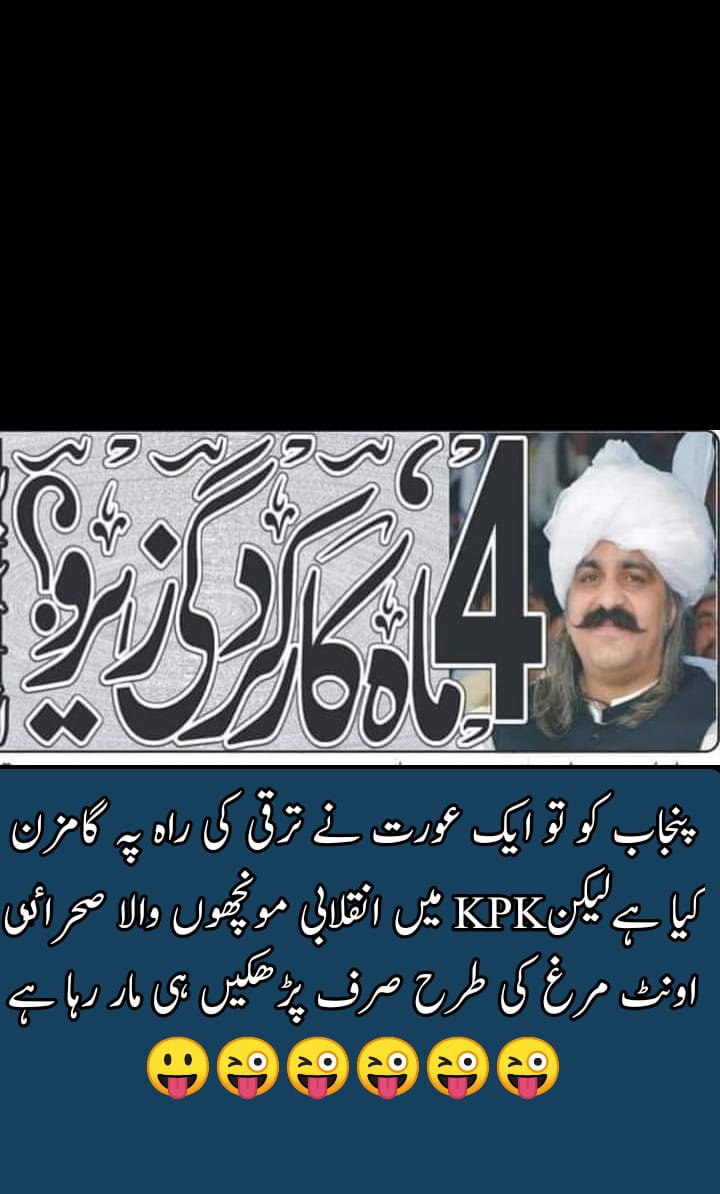 4 ماہ کارکردگی زیرو؟
پنجاب کو تو ایک عورت نے ترقی کی راہ پہ گامزن
کیا ہے لیکن KPK میں انقلابی مونچھوں والا صحرائی
اونٹ مرغ کی طرح صرف پڑھکیں ہی مار رہا ہے
😛😜😜😜😜😜